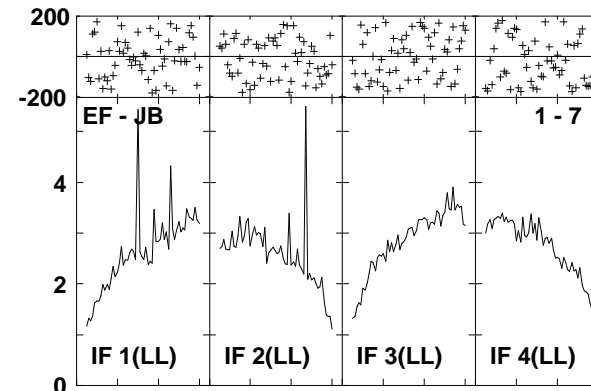 200
-200
EF - JB
1 - 7
4
2
IF 1(LL)
IF 2(LL)
IF 3(LL)
IF 4(LL)
0